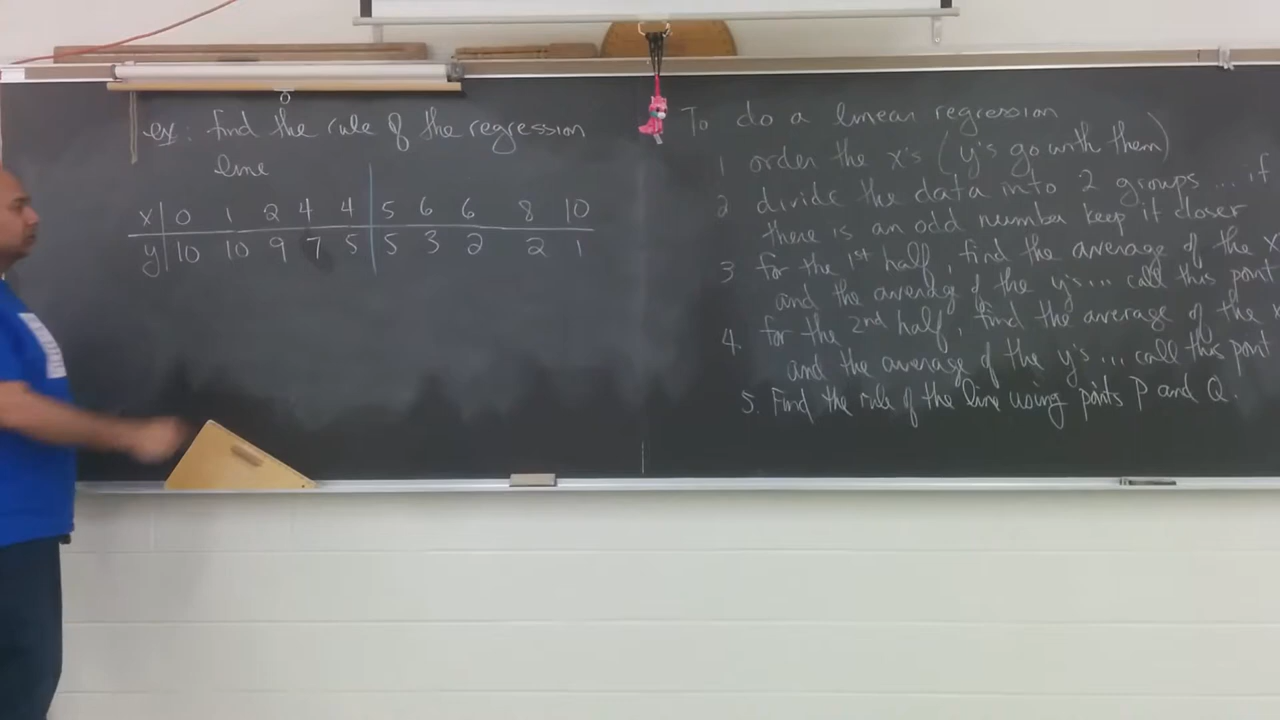 ex: find the rule of the regression
line
x 0 1 2 4 4 5 6 6 8 10
y 10 10 9 7 5 5 3 2 2 1
To do a linear regression
1 order the x's (y's go with them)
2 divide the data into 2 groups ... if
there is an odd number keep it closer
3 for the 1st half, find the average of the x
and the average of the y's ... call this point
4. for the 2nd half, find the average of the x
and the average of the y's ... call this point
5. Find the rule of the line using points P and Q.